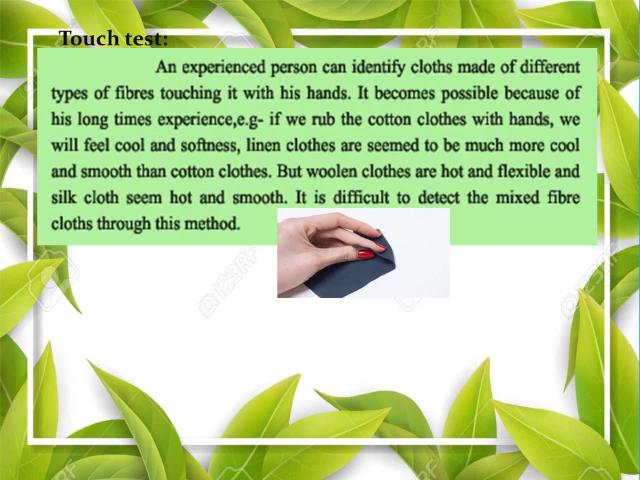 Touch test:
An experienced person can identify cloths made of different
types of fibres touching it with his hands. It becomes possible because of
his long times experience,e.g- if we rub the cotton clothes with hands, we
will feel cool and softness, linen clothes are seemed to be much more cool
and smooth than cotton clothes. But woolen clothes are hot and flexible and
silk cloth seem hot and smooth. It is difficult to detect the mixed fibre
cloths through this method.